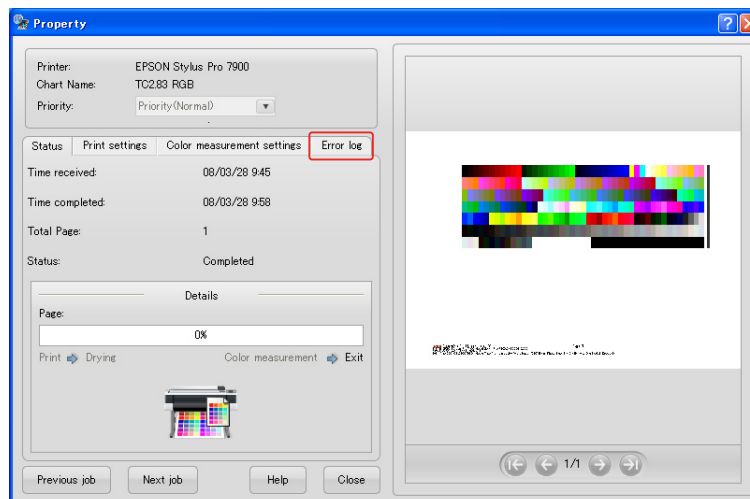 Property
Printer: EPSON Stylus Pro 7900
Chart Name: TC2.83 RGB
Priority: Priority(Normal)
Status Print settings Color measurement settings Error log
Time received: 08/03/28 9:45
Time completed: 08/03/28 9:58
Total Page: 1
Status: Completed
Details
Page:
0%
Print Drying Color measurement Exit
Previous job Next job Help Close
1/1